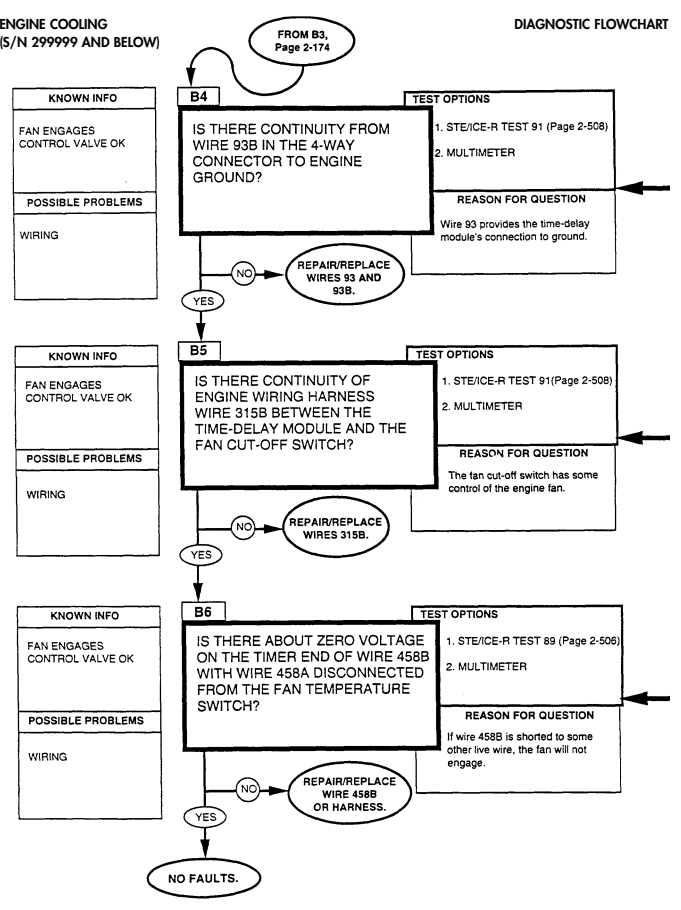 ENGINE COOLING
(S/N 299999 AND BELOW)
DIAGNOSTIC FLOWCHART
FROM B3,
Page 2-174
KNOWN INFO
FAN ENGAGES
CONTROL VALVE OK
POSSIBLE PROBLEMS
WIRING
B4
IS THERE CONTINUITY FROM
WIRE 93B IN THE 4-WAY
CONNECTOR TO ENGINE
GROUND?
TEST OPTIONS
1. STE/ICE-R TEST 91 (Page 2-508)
2. MULTIMETER
REASON FOR QUESTION
Wire 93 provides the time-delay
module's connection to ground.
NO
REPAIR/REPLACE
WIRES 93 AND
93B.
YES
KNOWN INFO
FAN ENGAGES
CONTROL VALVE OK
POSSIBLE PROBLEMS
WIRING
B5
IS THERE CONTINUITY OF
ENGINE WIRING HARNESS
WIRE 315B BETWEEN THE
TIME-DELAY MODULE AND THE
FAN CUT-OFF SWITCH?
TEST OPTIONS
1. STE/ICE-R TEST 91(Page 2-508)
2. MULTIMETER
REASON FOR QUESTION
The fan cut-off switch has some
control of the engine fan.
NO
REPAIR/REPLACE
WIRES 315B.
YES
KNOWN INFO
FAN ENGAGES
CONTROL VALVE OK
POSSIBLE PROBLEMS
WIRING
B6
IS THERE ABOUT ZERO VOLTAGE
ON THE TIMER END OF WIRE 458B
WITH WIRE 458A DISCONNECTED
FROM THE FAN TEMPERATURE
SWITCH?
TEST OPTIONS
1. STE/ICE-R TEST 89 (Page 2-506)
2. MULTIMETER
REASON FOR QUESTION
If wire 458B is shorted to some
other live wire, the fan will not
engage.
NO
REPAIR/REPLACE
WIRE 458B
OR HARNESS.
YES
NO FAULTS.